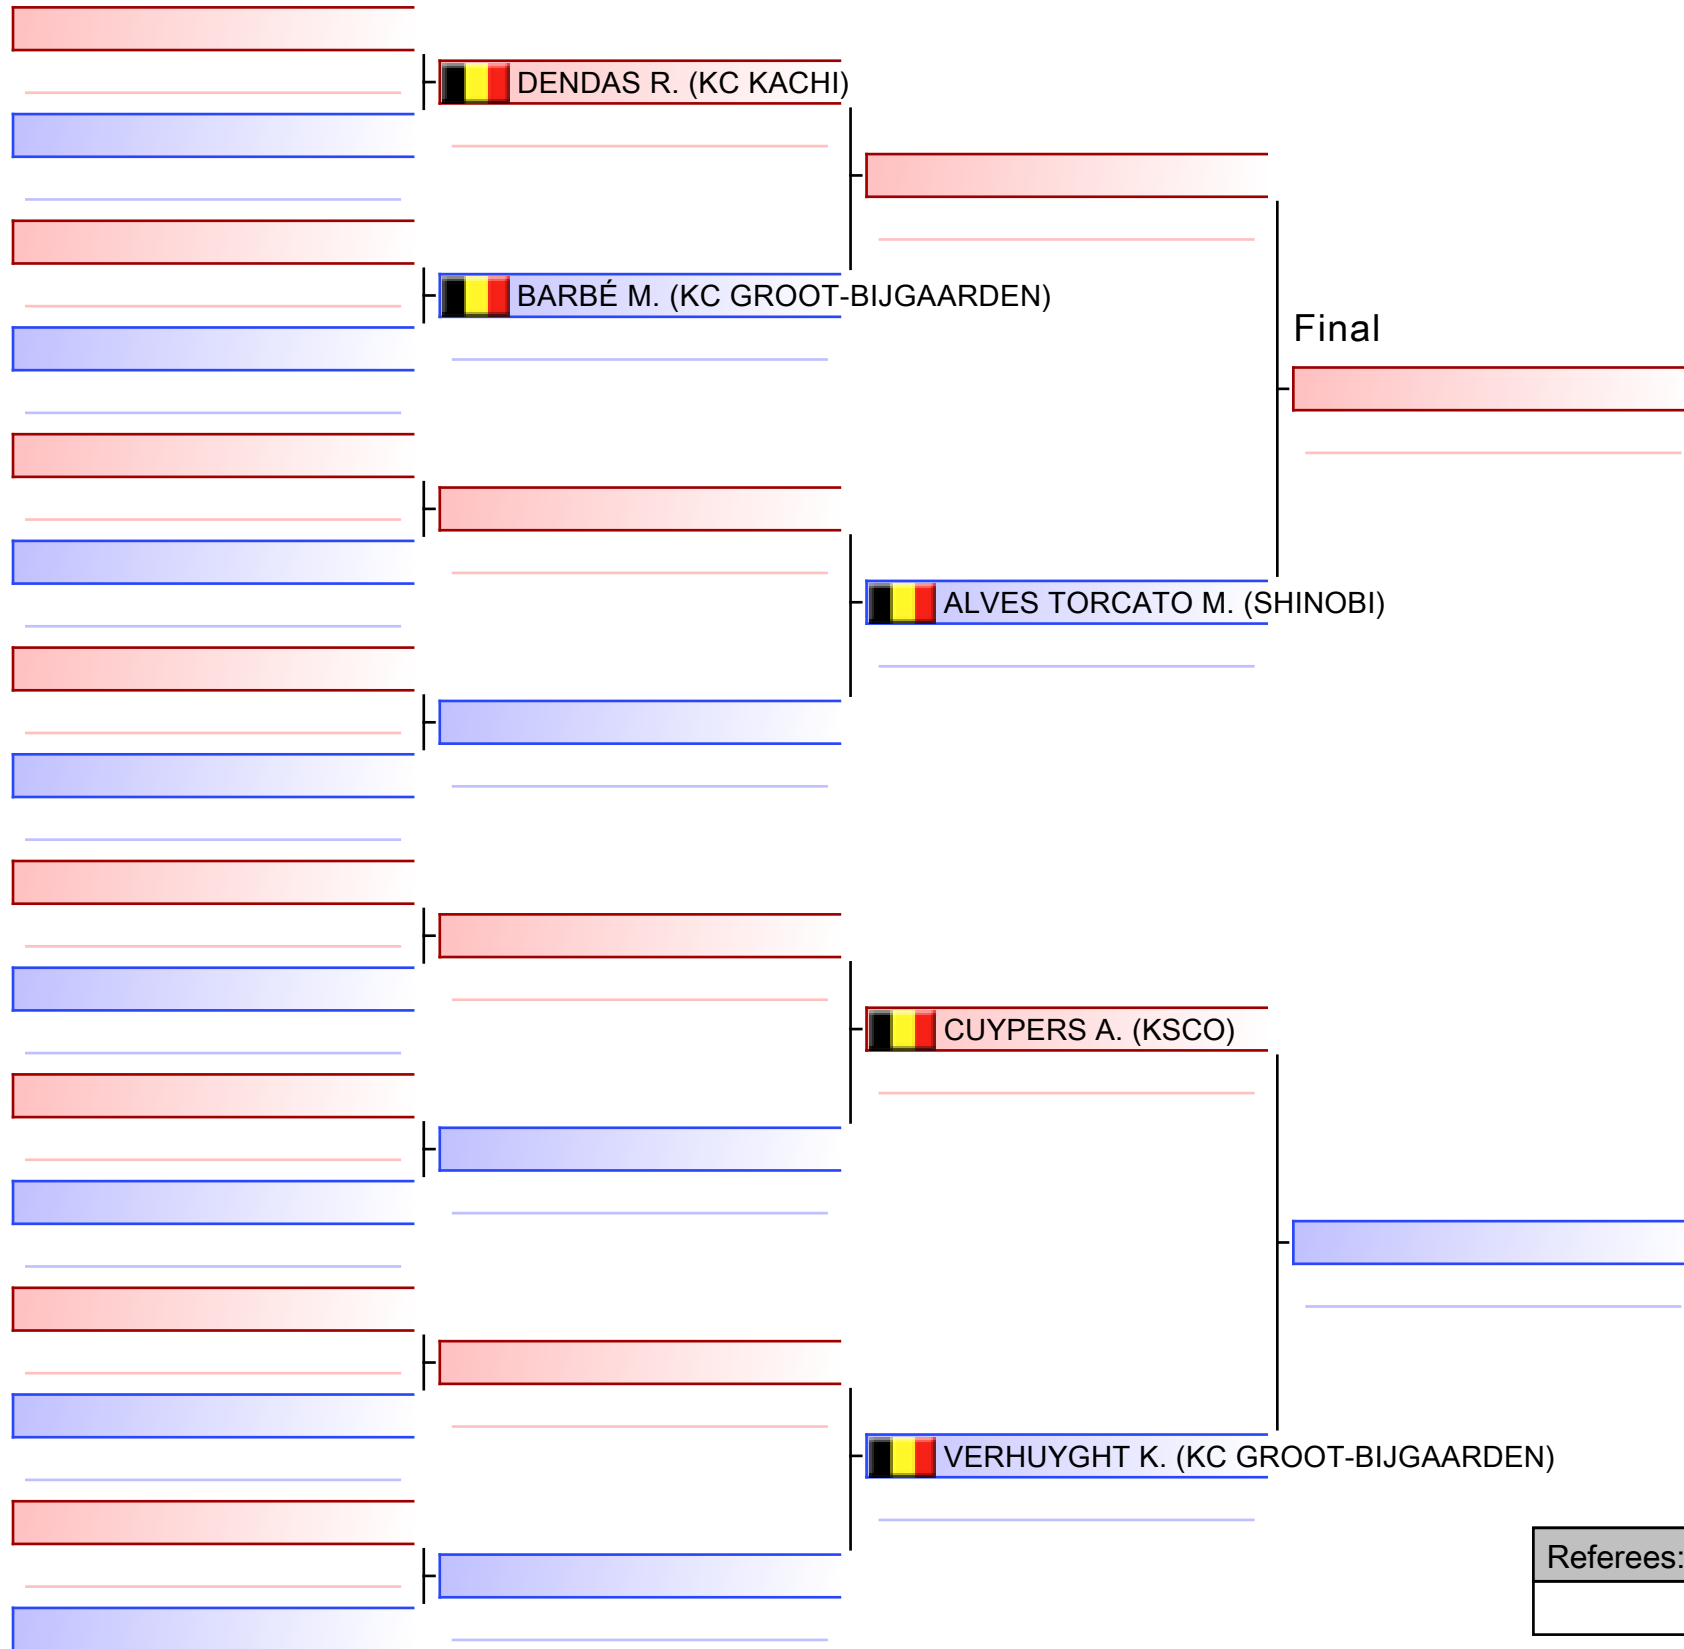 DENDAS R. (KC KACHI)
BARBÉ M. (KC GROOT-BIJGAARDEN)
Final
ALVES TORCATO M. (SHINOBI)
CUYPERS A. (KSCO)
VERHUYGHT K. (KC GROOT-BIJGAARDEN)
Referees: